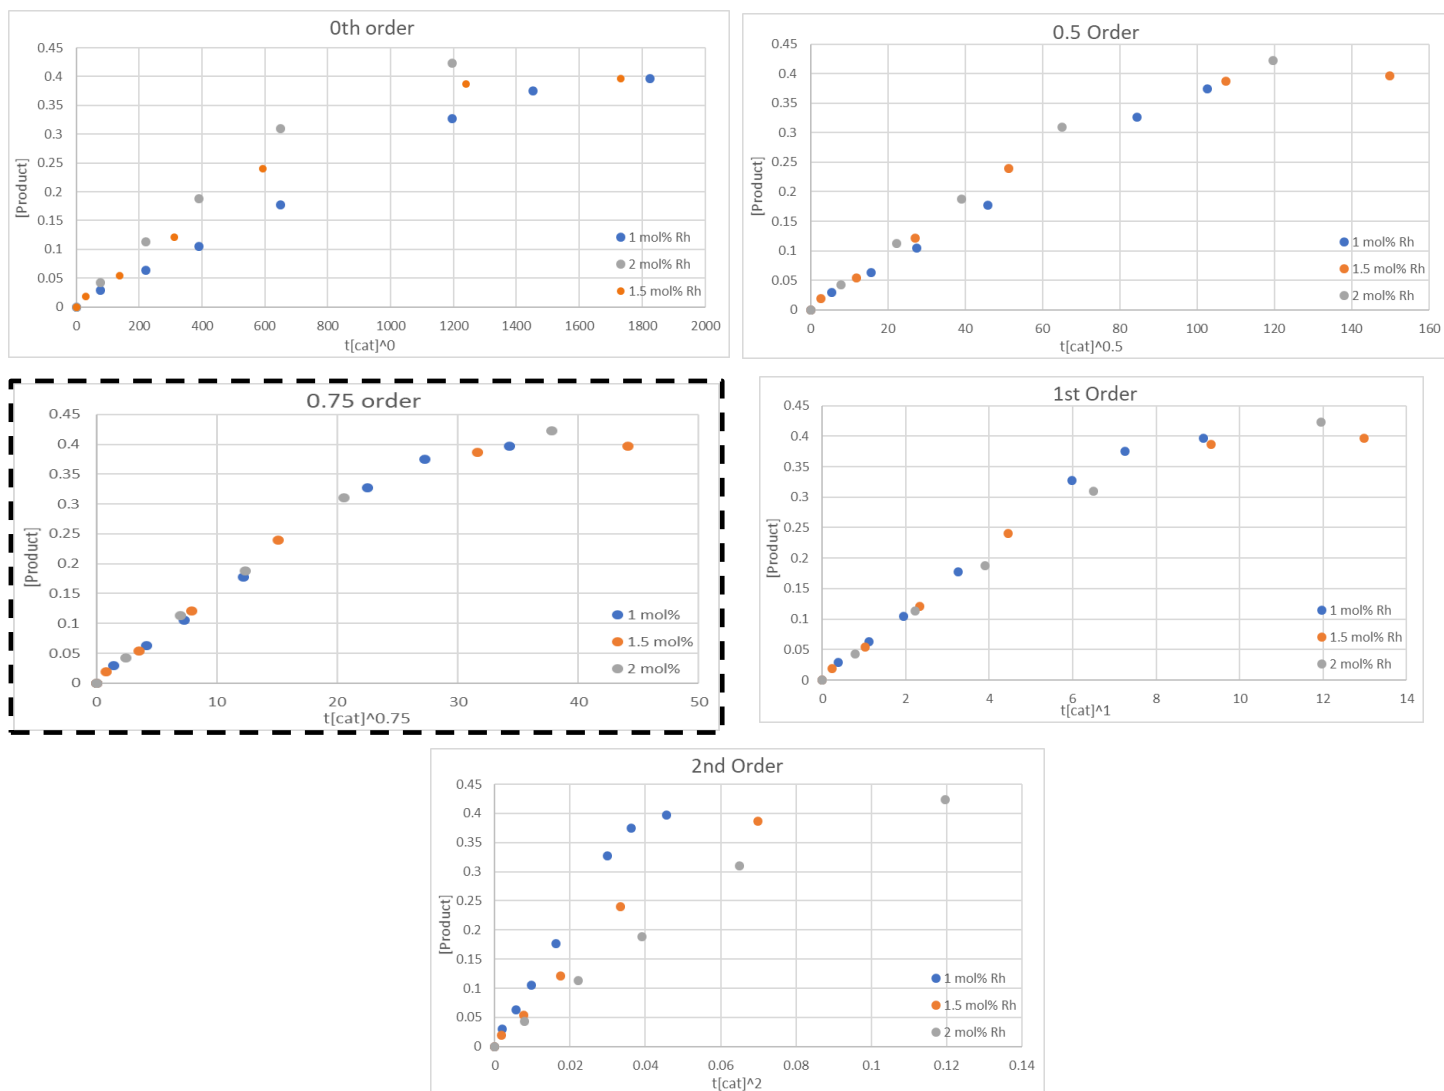 0th order
0.45
0.4
0.35
0.3
0.25
0.2
0.15
0.1
0.05
0
[Product]
1 mol% Rh
2 mol% Rh
1.5 mol% Rh
0 200 400 600 800 1000 1200 1400 1600 1800 2000
t[cat]^0
0.5 Order
0.45
0.4
0.35
0.3
0.25
0.2
0.15
0.1
0.05
0
[Product]
1 mol% Rh
1.5 mol% Rh
2 mol% Rh
0 20 40 60 80 100 120 140 160
t[cat]^0.5
0.75 order
0.45
0.4
0.35
0.3
0.25
0.2
0.15
0.1
0.05
0
[Product]
1 mol%
1.5 mol%
2 mol%
0 10 20 30 40 50
t[cat]^0.75
1st Order
0.45
0.4
0.35
0.3
0.25
0.2
0.15
0.1
0.05
0
[Product]
1 mol% Rh
1.5 mol% Rh
2 mol% Rh
0 2 4 6 8 10 12 14
t[cat]^1
2nd Order
0.45
0.4
0.35
0.3
0.25
0.2
0.15
0.1
0.05
0
[Product]
1 mol% Rh
1.5 mol% Rh
2 mol% Rh
0 0.02 0.04 0.06 0.08 0.1 0.12 0.14
t[cat]^2